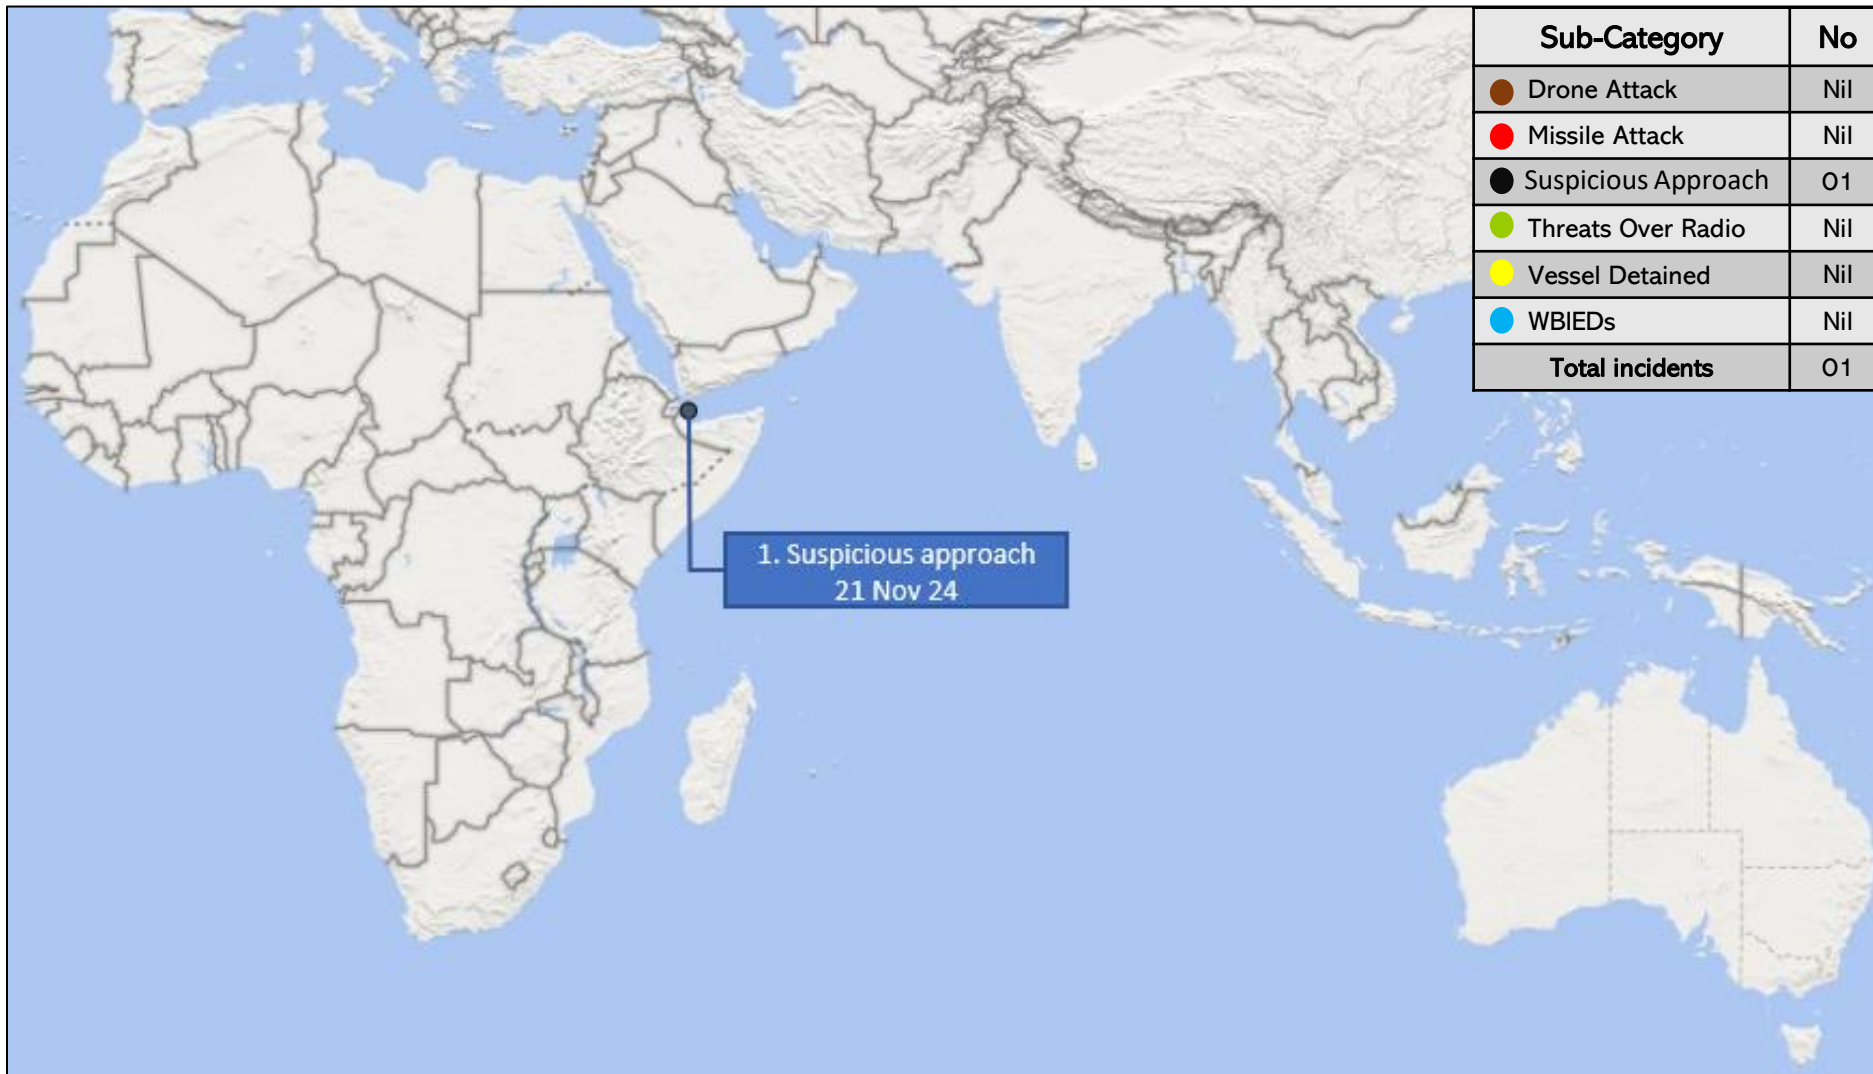 Sub-Category No
Drone Attack Nil
Missile Attack Nil
Suspicious Approach 01
Threats Over Radio Nil
Vessel Detained Nil
WBIEDs Nil
Total incidents 01
1. Suspicious approach
21 Nov 24